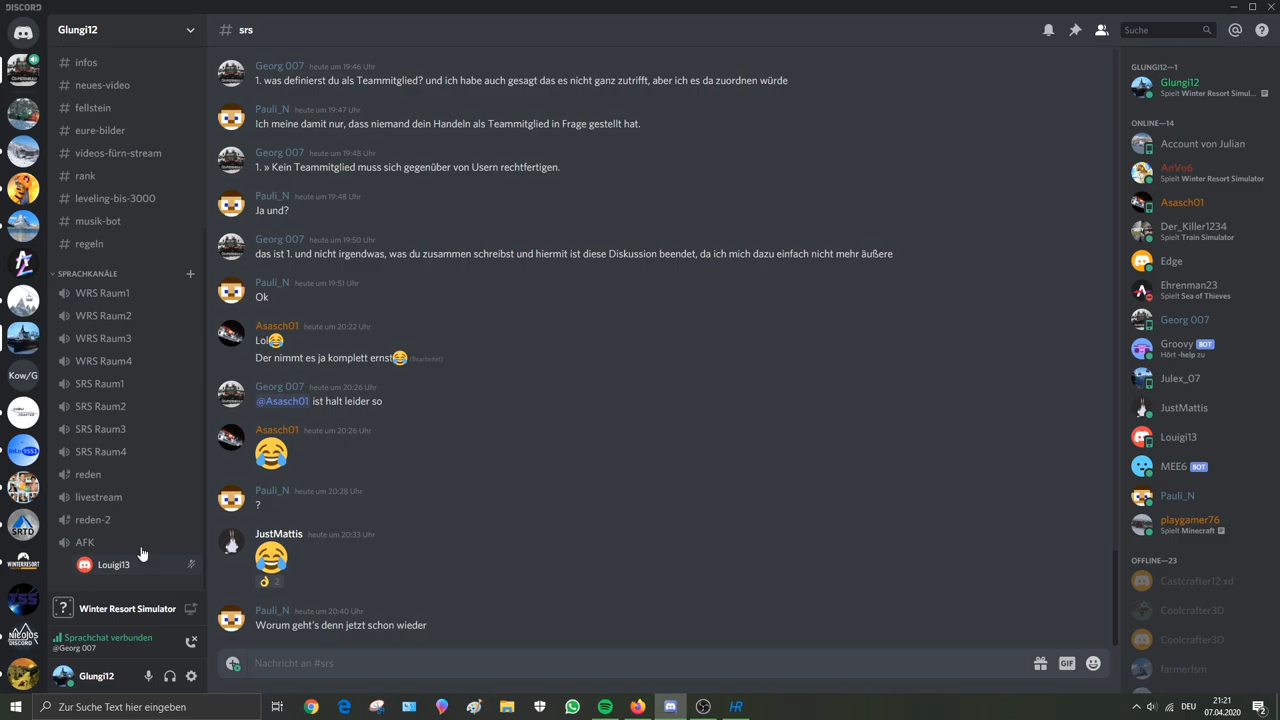 DISCORD
Glungi12
# srs
Suche
# infos
# neues-video
# fellstein
# eure-bilder
# videos-fürn-stream
# rank
# leveling-bis-3000
# musik-bot
# regeln
SPRACHKANÄLE
WRS Raum1
WRS Raum2
WRS Raum3
WRS Raum4
SRS Raum1
SRS Raum2
SRS Raum3
SRS Raum4
reden
livestream
reden-2
AFK
Louigi13
Winter Resort Simulator
Sprachchat verbunden
@Georg 007
Glungi12
Kow/G
Georg 007 heute um 19:46 Uhr
1. was definierst du als Teammitglied? und ich habe auch gesagt das es nicht ganz zutrifft, aber ich es da zuordnen würde
Pauli_N heute um 19:47 Uhr
Ich meine damit nur, dass niemand dein Handeln als Teammitglied in Frage gestellt hat.
Georg 007 heute um 19:48 Uhr
1. » Kein Teammitglied muss sich gegenüber von Usern rechtfertigen.
Pauli_N heute um 19:48 Uhr
Ja und?
Georg 007 heute um 19:50 Uhr
das ist 1. und nicht irgendwas, was du zusammen schreibst und hiermit ist diese Diskussion beendet, da ich mich dazu einfach nicht mehr äußere
Pauli_N heute um 19:51 Uhr
Ok
Asasch01 heute um 20:22 Uhr
Lol😂
Der nimmt es ja komplett ernst😂 (Bearbeitet)
Georg 007 heute um 20:26 Uhr
@Asasch01 ist halt leider so
Asasch01 heute um 20:26 Uhr
😂
Pauli_N heute um 20:28 Uhr
?
JustMattis heute um 20:33 Uhr
😂
👌 2
Pauli_N heute um 20:40 Uhr
Worum geht's denn jetzt schon wieder
Nachricht an #srs
GIF
GLUNGI12—1
Glungi12
Spielt Winter Resort Simul...
ONLINE—14
Account von Julian
AnVo6
Spielt Winter Resort Simulator
Asasch01
Der_Killer1234
Spielt Train Simulator
Edge
Ehrenman23
Spielt Sea of Thieves
Georg 007
Groovy BOT
Hört -help zu
Julex_07
JustMattis
Louigi13
MEE6 BOT
Pauli_N
playgamer76
Spielt Minecraft
OFFLINE—23
Castcrafter12 xd
Coolcrafter3D
Coolcrafter3D
farmerlsm
Zur Suche Text hier eingeben
DEU
21:21
07.04.2020